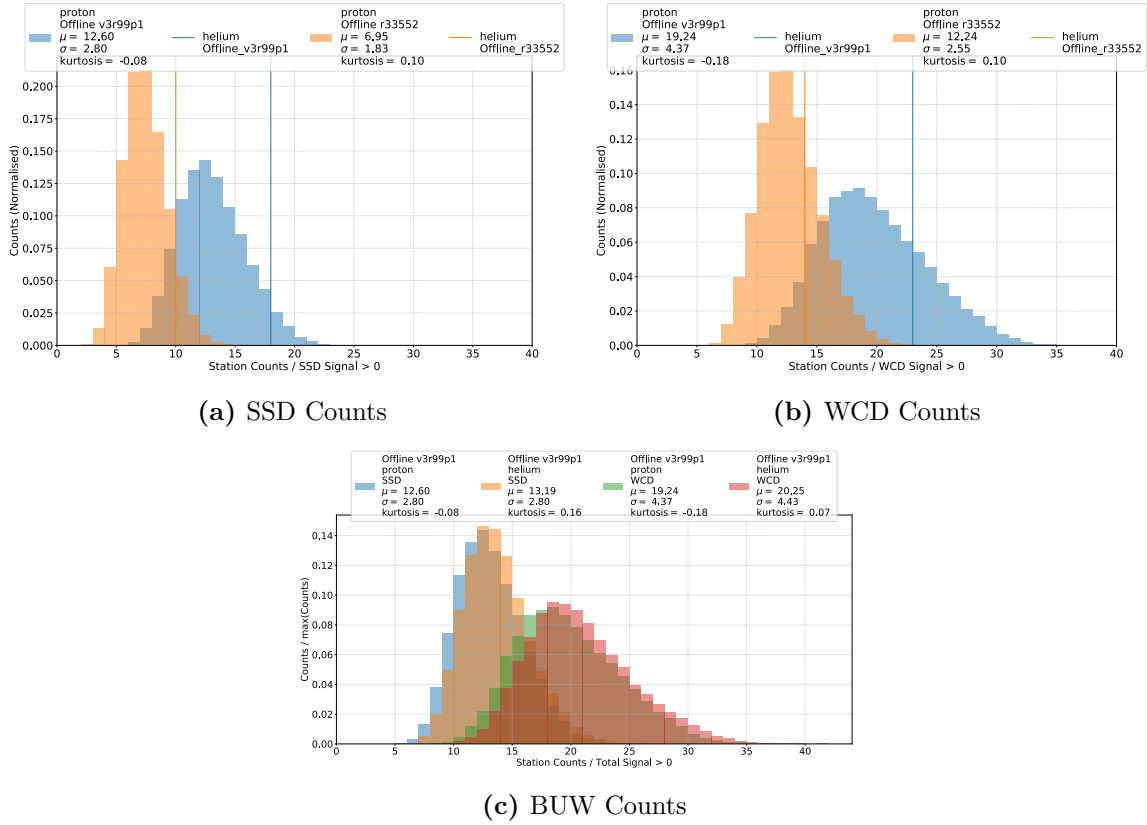 proton
Offline v3r99p1
μ = 12.60
σ = 2.80
kurtosis = -0.08
helium
Offline_v3r99p1
proton
Offline r33552
μ = 6.95
σ = 1.83
kurtosis = 0.10
helium
Offline_r33552
Counts (Normalised)
0.200
0.175
0.150
0.125
0.100
0.075
0.050
0.025
0.000
0 5 10 15 20 25 30 35 40
Station Counts / SSD Signal > 0
(a) SSD Counts
proton
Offline v3r99p1
μ = 19.24
σ = 4.37
kurtosis = -0.18
helium
Offline_v3r99p1
proton
Offline r33552
μ = 12.24
σ = 2.55
kurtosis = 0.10
helium
Offline_r33552
Counts (Normalised)
0.16
0.14
0.12
0.10
0.08
0.06
0.04
0.02
0.00
0 5 10 15 20 25 30 35 40
Station Counts / WCD Signal > 0
(b) WCD Counts
Offline v3r99p1
proton
SSD
μ = 12.60
σ = 2.80
kurtosis = -0.08
Offline v3r99p1
helium
SSD
μ = 13.19
σ = 2.80
kurtosis = 0.16
Offline v3r99p1
proton
WCD
μ = 19.24
σ = 4.37
kurtosis = -0.18
Offline v3r99p1
helium
WCD
μ = 20.25
σ = 4.43
kurtosis = 0.07
Counts / max(Counts)
0.14
0.12
0.10
0.08
0.06
0.04
0.02
0.00
0 5 10 15 20 25 30 35 40
Station Counts / Total Signal > 0
(c) BUW Counts